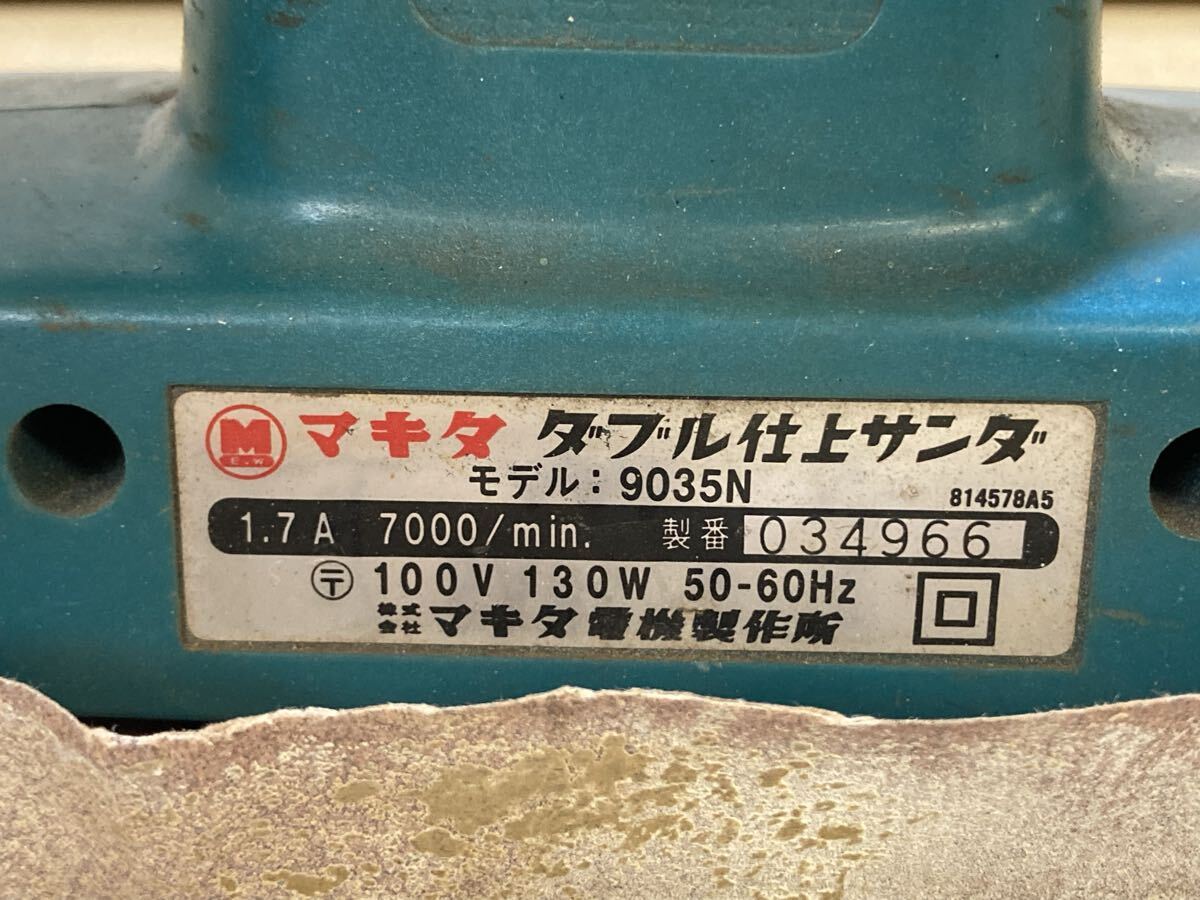 M E.W マキタ ダブル仕上サンダ
モデル: 9035N 814578A5
1.7A 7000/min. 製番 034966
〒 100V 130W 50-60Hz
株式会社 マキタ電機製作所